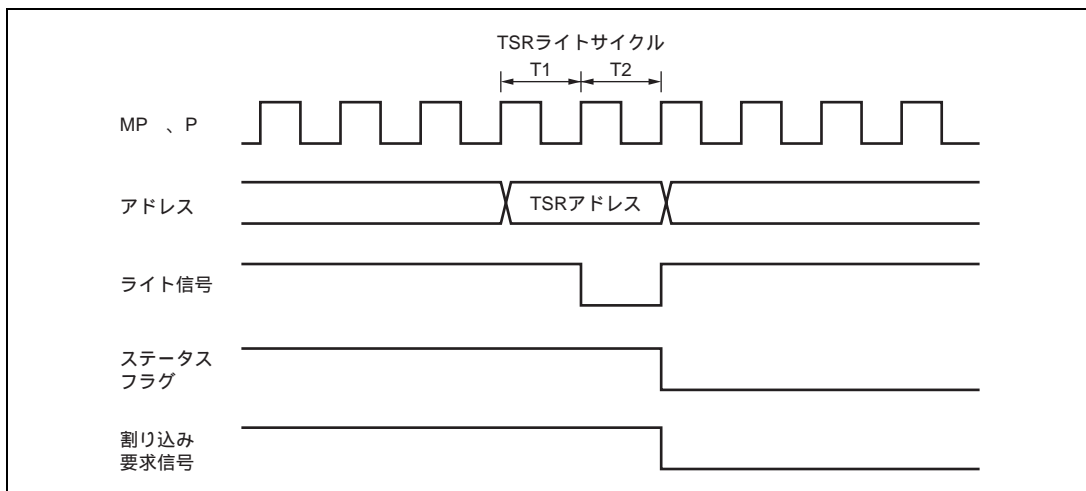 TSRライトサイクル
T1 T2
MP 、P
アドレス
TSRアドレス
ライト信号
ステータス
フラグ
割り込み
要求信号